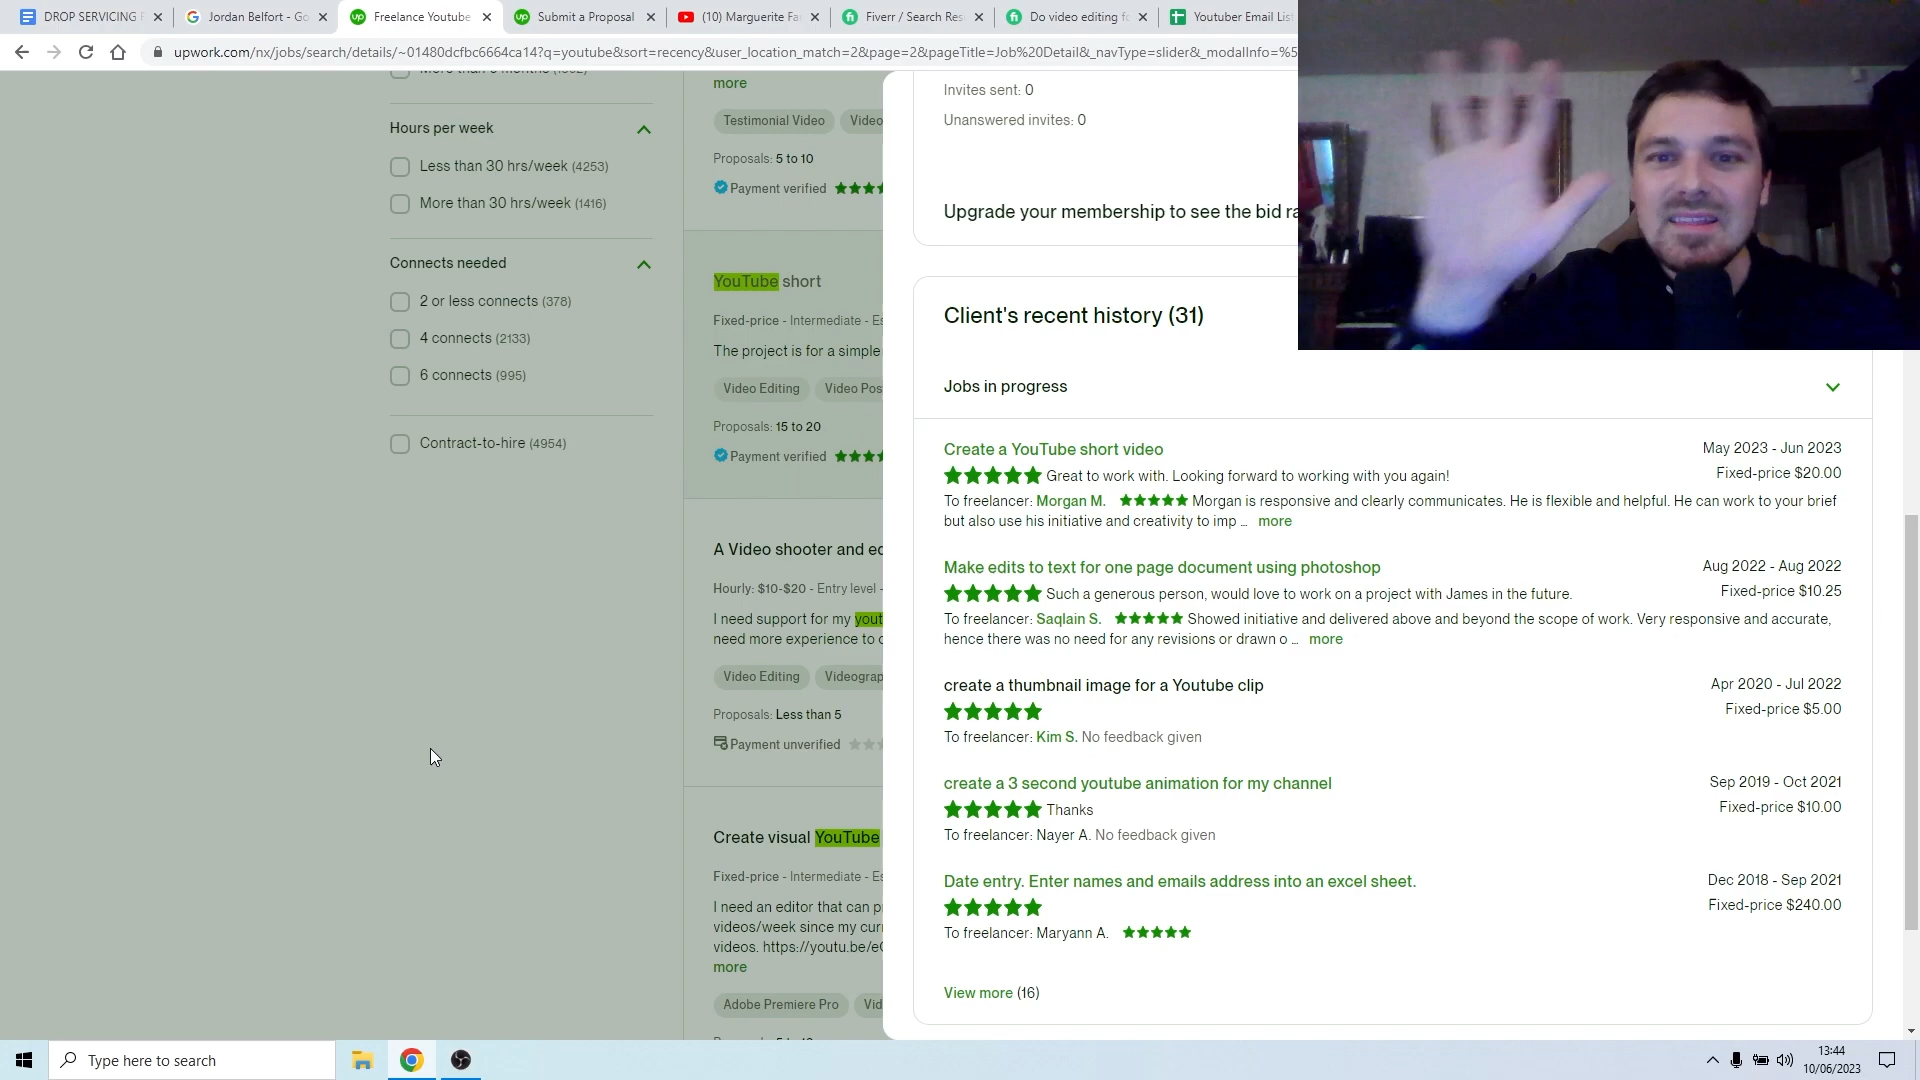 DROP SERVICING F
Jordan Belfort - Go
Freelance Youtube
Submit a Proposal
(10) Marguerite Fa
Fiverr / Search Res
Do video editing fo
Youtuber Email List
upwork.com/nx/jobs/search/details/~01480dcfbc6664ca14?q=youtube&sort=recency&user_location_match=2&page=2&pageTitle=Job%20Detail&_navType=slider&_modalInfo=%5
Hours per week
Less than 30 hrs/week (4253)
More than 30 hrs/week (1416)
Connects needed
2 or less connects (378)
4 connects (2133)
6 connects (995)
Contract-to-hire (4954)
more
Testimonial Video
Video
Proposals: 5 to 10
Payment verified
YouTube short
Fixed-price - Intermediate - Es
The project is for a simple
Video Editing
Video Pos
Proposals: 15 to 20
Payment verified
A Video shooter and ed
Hourly: $10-$20 - Entry level -
I need support for my yout
need more experience to c
Video Editing
Videograp
Proposals: Less than 5
Payment unverified
Create visual YouTube
Fixed-price - Intermediate - Es
I need an editor that can p
videos/week since my curr
videos. https://youtu.be/e
more
Adobe Premiere Pro
Vid
Invites sent: 0
Unanswered invites: 0
Upgrade your membership to see the bid ra
Client's recent history (31)
Jobs in progress
Create a YouTube short video
May 2023 - Jun 2023
Great to work with. Looking forward to working with you again!
Fixed-price $20.00
To freelancer: Morgan M. Morgan is responsive and clearly communicates. He is flexible and helpful. He can work to your brief
but also use his initiative and creativity to imp ... more
Make edits to text for one page document using photoshop
Aug 2022 - Aug 2022
Such a generous person, would love to work on a project with James in the future.
Fixed-price $10.25
To freelancer: Saqlain S. Showed initiative and delivered above and beyond the scope of work. Very responsive and accurate,
hence there was no need for any revisions or drawn o ... more
create a thumbnail image for a Youtube clip
Apr 2020 - Jul 2022
Fixed-price $5.00
To freelancer: Kim S. No feedback given
create a 3 second youtube animation for my channel
Sep 2019 - Oct 2021
Thanks
Fixed-price $10.00
To freelancer: Nayer A. No feedback given
Date entry. Enter names and emails address into an excel sheet.
Dec 2018 - Sep 2021
Fixed-price $240.00
To freelancer: Maryann A.
View more (16)
Type here to search
13:44
10/06/2023